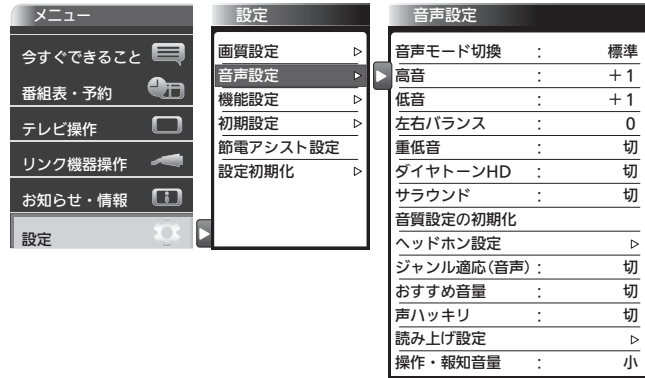 メニュー
今すぐできること
番組表・予約
テレビ操作
リンク機器操作
お知らせ・情報
設定
設定
画質設定 ▷
音声設定 ▷
機能設定 ▷
初期設定 ▷
節電アシスト設定
設定初期化 ▷
音声設定
音声モード切換 : 標準
高音 : +1
低音 : +1
左右バランス : 0
重低音 : 切
ダイヤトーンHD : 切
サラウンド : 切
音質設定の初期化
ヘッドホン設定 ▷
ジャンル適応(音声) : 切
おすすめ音量 : 切
声ハッキリ : 切
読み上げ設定 ▷
操作・報知音量 : 小